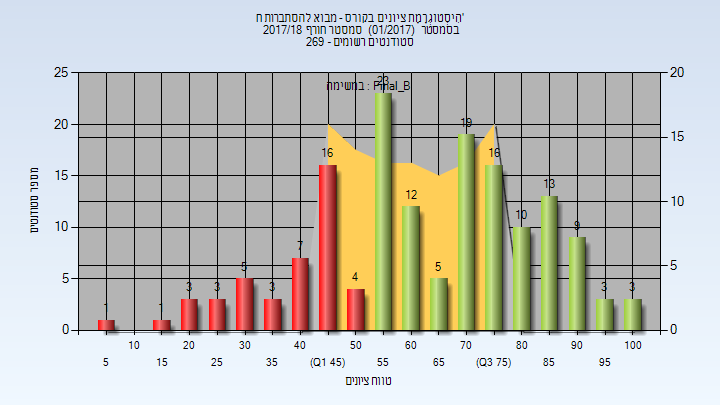 הִיסטוֹגְרָמַת ציונים בקורס - מבוא להסתברות ח'
בסמסטר (01/2017) סמסטר חורף 2017/18
סטודנטים רשומים - 269
במשימה : Final_B
מספר סטודנטים
25 20 15 10 5 0
20 15 10 5 0
1 1 3 3 5 3 7 16 4 23 12 5 19 16 10 13 9 3 3
10 20 30 40 50 60 70 80 90 100
5 15 25 35 (Q1 45) 55 65 (Q3 75) 85 95
טווח ציונים